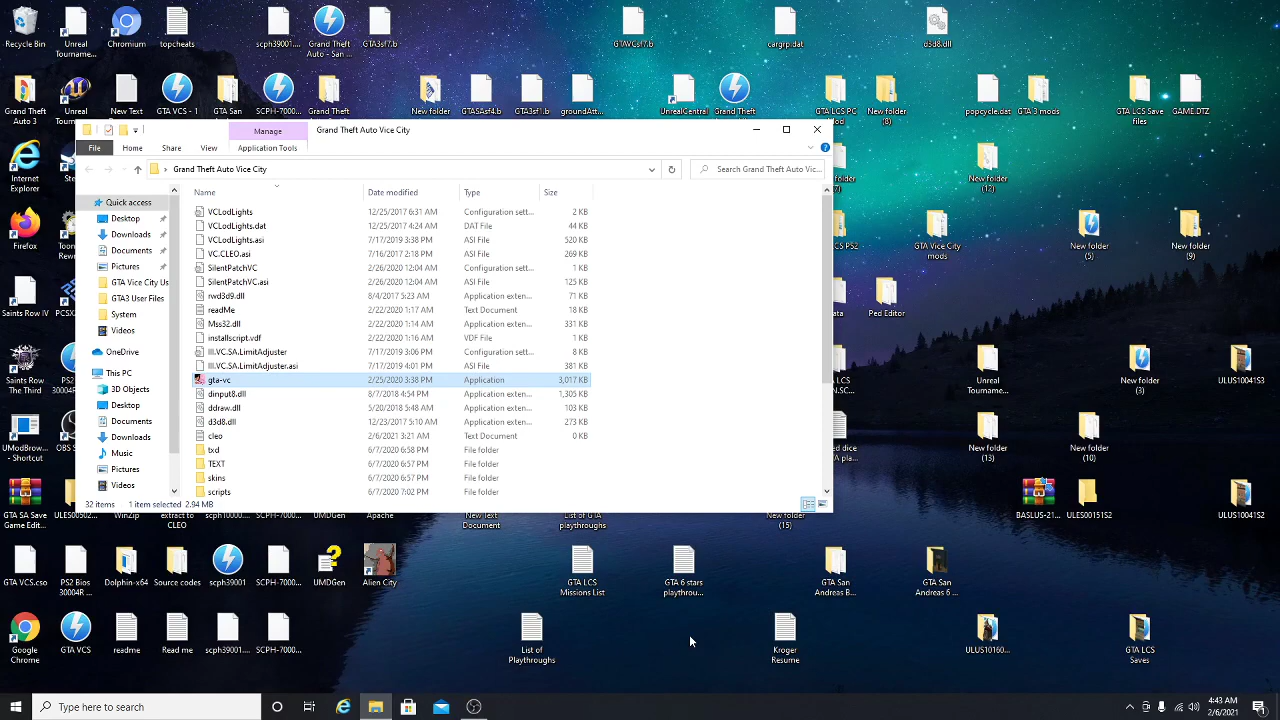 Recycle Bin
Unreal Tourname...
Chromium
topcheats
scph39001....
Grand Theft Auto - San ...
GTA3sf7.b
GTAVCsf7.b
cargrp.dat
d3d8.dll
Grand Theft Auto 3
Unreal Tourname...
New Text
GTA VCS - 1
GTA San
SCPH-7000...
Grand Theft
New folder
GTASAsf4.b
GTA3sf1.b
groundAtt...
UnrealCentral
Grand Theft
GTA LCS PC
New folder (8)
popcycle.dat
GTA 3 mods
GTA LCS Save files
GAME.DTZ
Manage
Grand Theft Auto Vice City
File
Home
Share
View
Application Tools
Grand Theft Auto Vice City
Search Grand Theft Auto Vic...
Name
Date modified
Type
Size
Quick access
Desktop
Downloads
Documents
Pictures
GTA Vice City Us
GTA3 User Files
System
Videos
OneDrive
This PC
3D Objects
Desktop
Documents
Downloads
Music
Pictures
Videos
VCLodLights 12/25/2017 6:31 AM Configuration sett... 2 KB
VCLodLights.dat 12/25/2017 4:24 AM DAT File 44 KB
VCLodLights.asi 7/17/2019 3:38 PM ASI File 520 KB
VC.CLEO.asi 7/16/2017 2:18 PM ASI File 269 KB
SilentPatchVC 2/26/2020 12:04 AM Configuration sett... 1 KB
SilentPatchVC.asi 2/26/2020 12:04 AM ASI File 125 KB
rwd3d9.dll 8/4/2017 5:23 AM Application exten... 71 KB
readMe 2/22/2020 1:17 AM Text Document 18 KB
Mss32.dll 2/22/2020 1:14 AM Application exten... 331 KB
installscript.vdf 2/22/2020 1:16 AM VDF File 1 KB
III.VC.SA.LimitAdjuster 7/17/2019 3:06 PM Configuration sett... 8 KB
III.VC.SA.LimitAdjuster.asi 7/17/2019 4:01 PM ASI File 381 KB
gta-vc 2/25/2020 3:38 PM Application 3,017 KB
dinput8.dll 8/7/2018 4:54 PM Application exten... 1,305 KB
ddraw.dll 5/20/2018 5:48 AM Application exten... 103 KB
d3d8.dll 12/23/2017 5:10 AM Application exten... 273 KB
cleo 2/6/2021 3:21 AM Text Document 0 KB
txd 6/7/2020 6:58 PM File folder
TEXT 6/7/2020 6:57 PM File folder
skins 6/7/2020 6:57 PM File folder
scripts 6/7/2020 7:02 PM File folder
32 items 1 item selected 2.94 MB
Internet Explorer
New folder (12)
Firefox
GTA Vice City mods
New folder (5)
New folder (9)
Saints Row IV
Ped Editor
Saints Row The Third
Unreal Tourname...
New folder (3)
ULUS10041S3
UModBrow... - Shortcut
New folder (13)
New folder (10)
GTA SA Save Game Edit...
ULES00502...
WinZip
extract to CLEO
scph10000....
SCPH-7000...
UMDGen
Apache
New Text Document
List of GTA playthroughs
New folder (15)
BASLUS-21...
ULES00151S2
ULUS10041S2
GTA VCS.cso
PS2 Bios 30004R ...
Dolphin-x64
Source codes
scph39001
SCPH-7000...
UMDGen
Alien City
GTA LCS Missions List
GTA 6 stars playthrou...
GTA San Andreas B...
GTA San Andreas 6 ...
Google Chrome
GTA VCS
readme
Read me
scph39001....
SCPH-7000...
List of Playthroughs
Kroger Resume
ULUS10160...
GTA LCS Saves
Type here to search
4:43 AM
2/6/2021